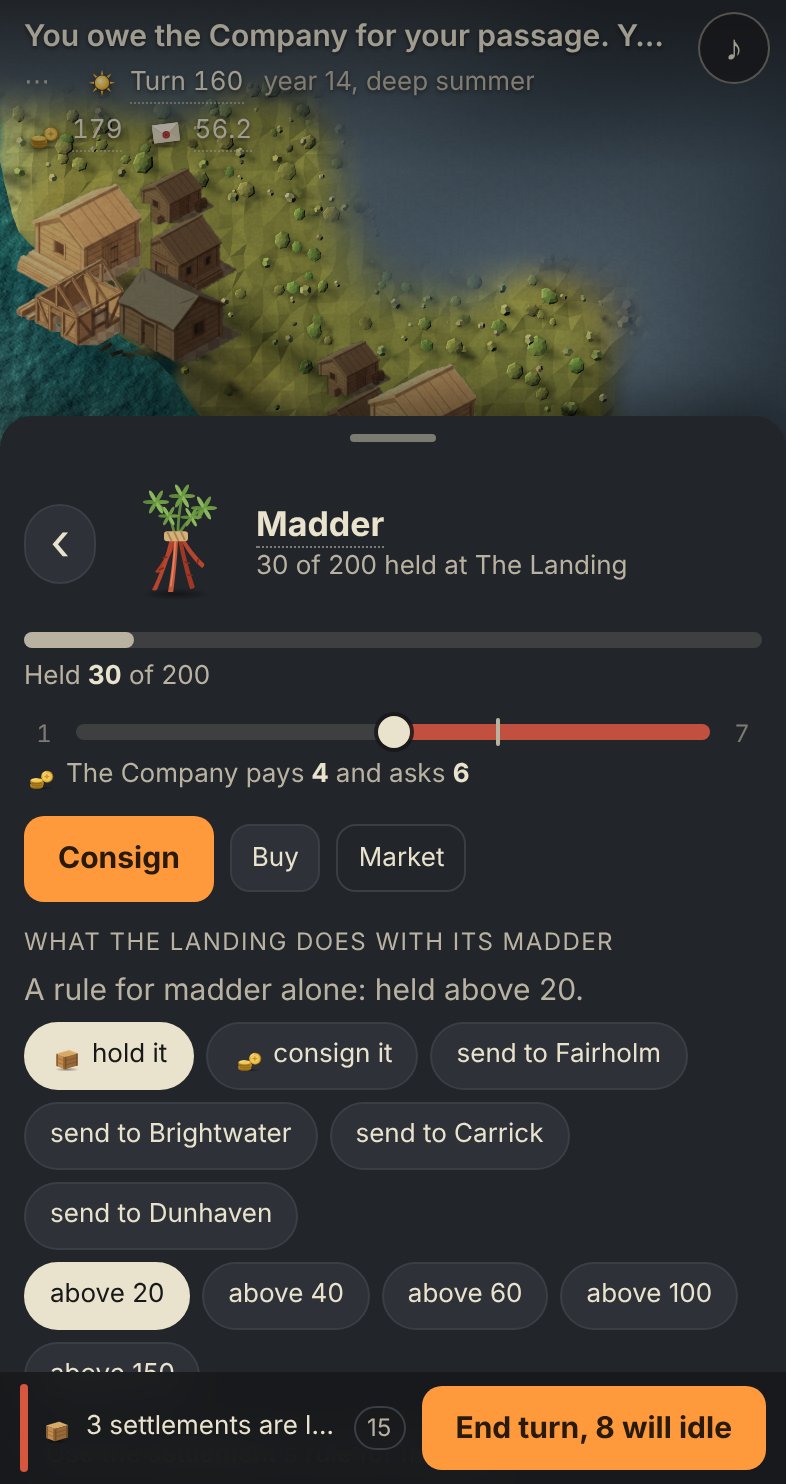 You owe the Company for your passage. Y...
... Turn 160 year 14, deep summer
179 56.2
Madder
30 of 200 held at The Landing
Held 30 of 200
1 7
The Company pays 4 and asks 6
Consign Buy Market
WHAT THE LANDING DOES WITH ITS MADDER
A rule for madder alone: held above 20.
hold it consign it send to Fairholm
send to Brightwater send to Carrick
send to Dunhaven
above 20 above 40 above 60 above 100
above 150
3 settlements are l... 15 End turn, 8 will idle